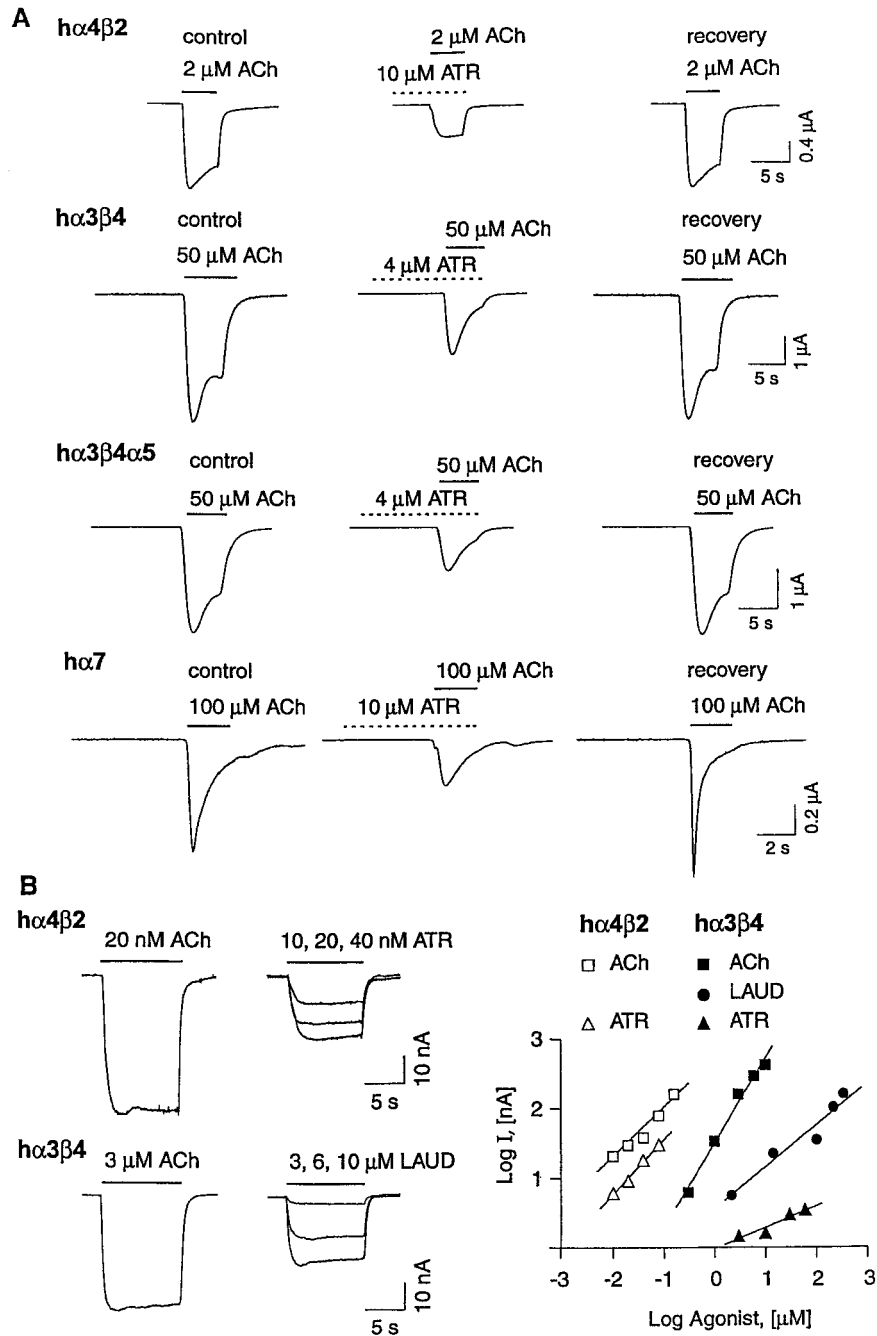 A
hα4β2
control
2 μM ACh
2 μM ACh
10 μM ATR
recovery
2 μM ACh
0.4 μA
5 s
hα3β4
control
50 μM ACh
50 μM ACh
4 μM ATR
recovery
50 μM ACh
1 μA
5 s
hα3β4α5
control
50 μM ACh
50 μM ACh
4 μM ATR
recovery
50 μM ACh
1 μA
5 s
hα7
control
100 μM ACh
100 μM ACh
10 μM ATR
recovery
100 μM ACh
0.2 μA
2 s
B
hα4β2
20 nM ACh
10, 20, 40 nM ATR
10 nA
5 s
hα3β4
3 μM ACh
3, 6, 10 μM LAUD
10 nA
5 s
hα4β2 hα3β4
ACh ACh
LAUD
ATR ATR
3
2
1
Log I, [nA]
-3 -2 -1 0 1 2 3
Log Agonist, [μM]